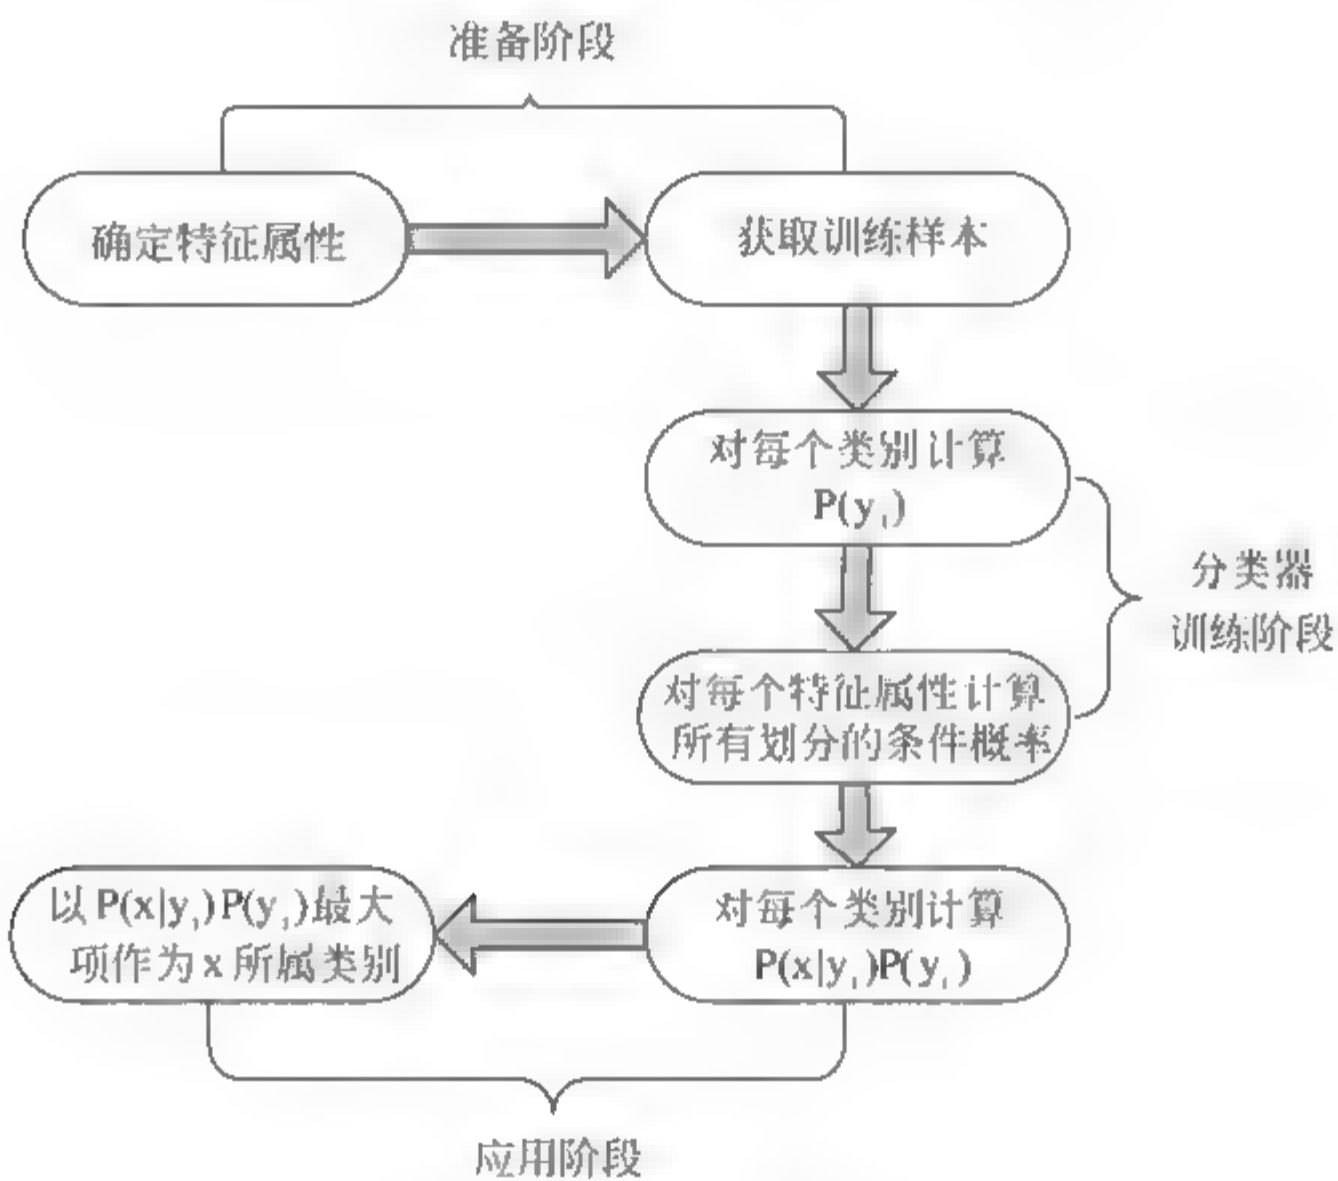 准备阶段
确定特征属性
获取训练样本
对每个类别计算
P(yᵢ)
分类器
训练阶段
对每个特征属性计算
所有划分的条件概率
以P(x|yᵢ)P(yᵢ)最大
项作为x所属类别
对每个类别计算
P(x|yᵢ)P(yᵢ)
应用阶段